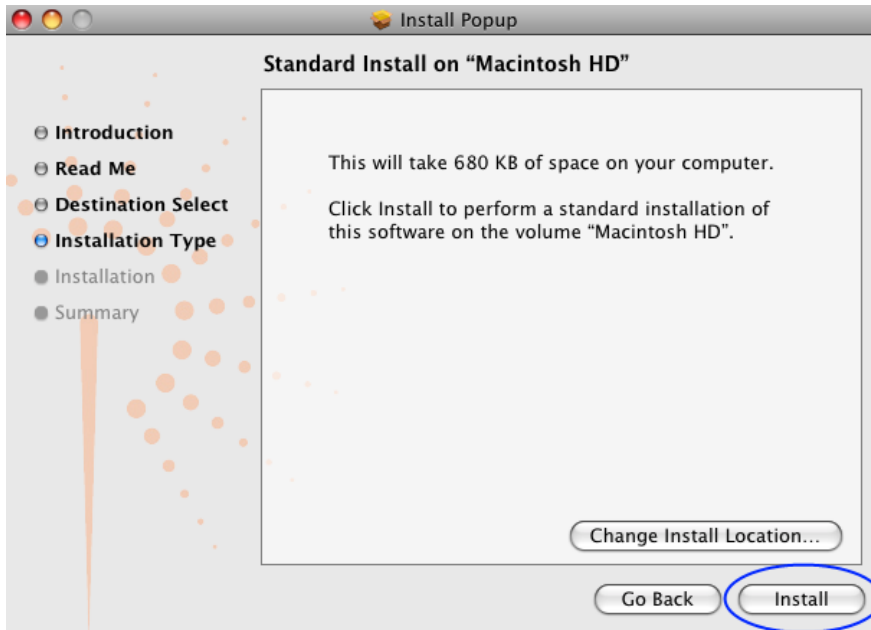 Install Popup
Standard Install on “Macintosh HD”
Introduction
Read Me
Destination Select
Installation Type
Installation
Summary
This will take 680 KB of space on your computer.
Click Install to perform a standard installation of
this software on the volume “Macintosh HD”.
Change Install Location...
Go Back
Install